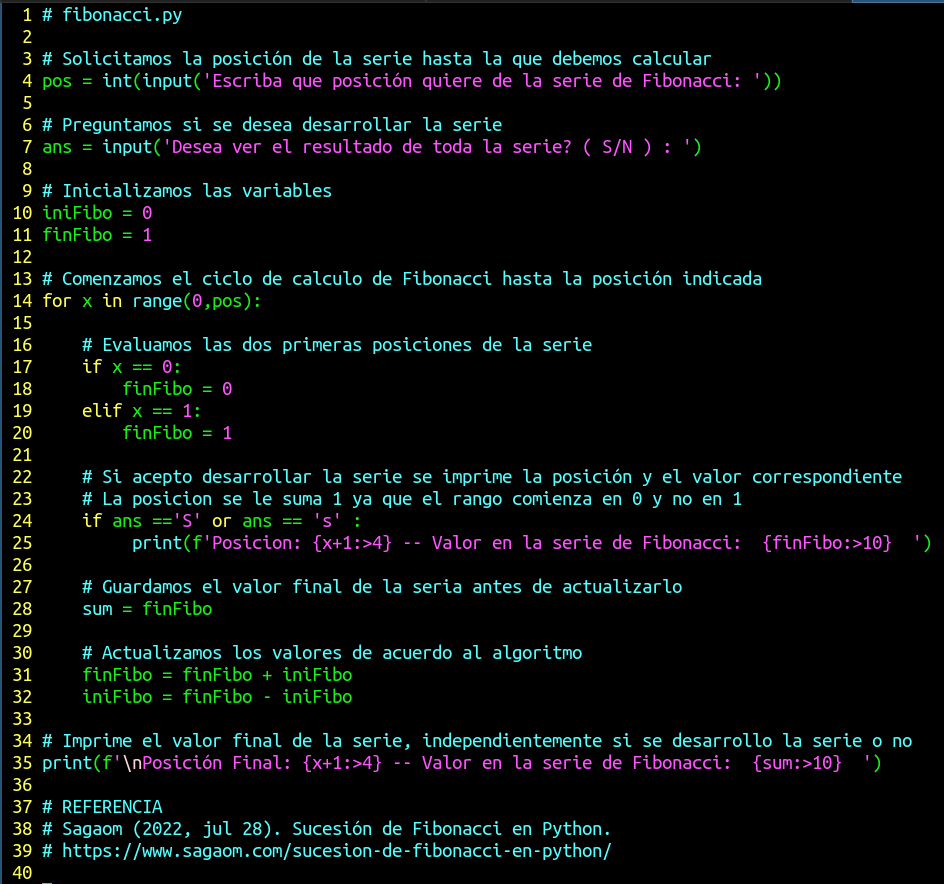 1 # fibonacci.py
2
3 # Solicitamos la posición de la serie hasta la que debemos calcular
4 pos = int(input('Escriba que posición quiere de la serie de Fibonacci: '))
5
6 # Preguntamos si se desea desarrollar la serie
7 ans = input('Desea ver el resultado de toda la serie? ( S/N ) : ')
8
9 # Inicializamos las variables
10 iniFibo = 0
11 finFibo = 1
12
13 # Comenzamos el ciclo de calculo de Fibonacci hasta la posición indicada
14 for x in range(0,pos):
15
16     # Evaluamos las dos primeras posiciones de la serie
17     if x == 0:
18         finFibo = 0
19     elif x == 1:
20         finFibo = 1
21
22     # Si acepto desarrollar la serie se imprime la posición y el valor correspondiente
23     # La posicion se le suma 1 ya que el rango comienza en 0 y no en 1
24     if ans =='S' or ans == 's' :
25          print(f'Posicion: {x+1:>4} -- Valor en la serie de Fibonacci:  {finFibo:>10}  ')
26
27     # Guardamos el valor final de la seria antes de actualizarlo
28     sum = finFibo
29
30     # Actualizamos los valores de acuerdo al algoritmo
31     finFibo = finFibo + iniFibo
32     iniFibo = finFibo - iniFibo
33
34 # Imprime el valor final de la serie, independientemente si se desarrollo la serie o no
35 print(f'\nPosición Final: {x+1:>4} -- Valor en la serie de Fibonacci:  {sum:>10}  ')
36
37 # REFERENCIA
38 # Sagaom (2022, jul 28). Sucesión de Fibonacci en Python.
39 # https://www.sagaom.com/sucesion-de-fibonacci-en-python/
40